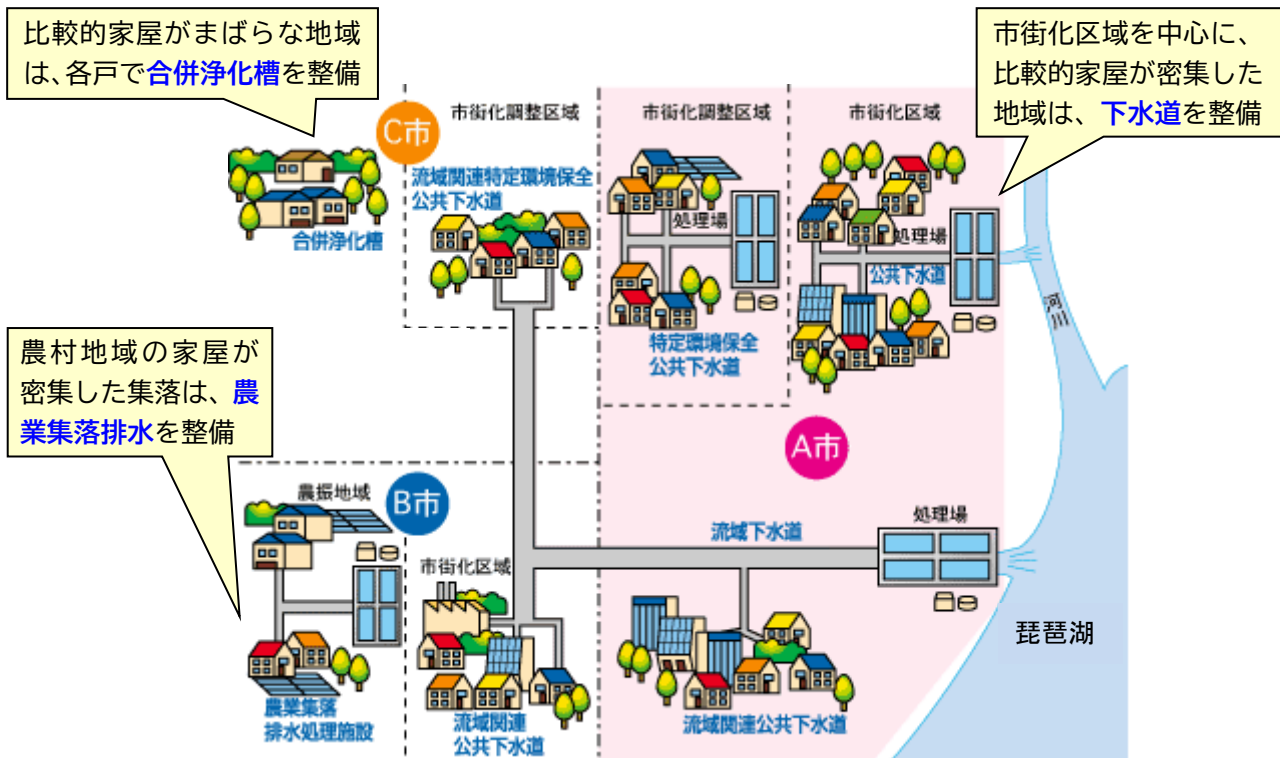 比較的家屋がまばらな地域
は、各戸で合併浄化槽を整備
市街化区域を中心に、
比較的家屋が密集した
地域は、下水道を整備
市街化調整区域
市街化調整区域
市街化区域
C市
流域関連特定環境保全
公共下水道
合併浄化槽
処理場
特定環境保全
公共下水道
処理場
公共下水道
河川
農村地域の家屋が
密集した集落は、農
業集落排水を整備
A市
農振地域
B市
流域下水道
処理場
市街化区域
琵琶湖
農業集落
排水処理施設
流域関連
公共下水道
流域関連公共下水道